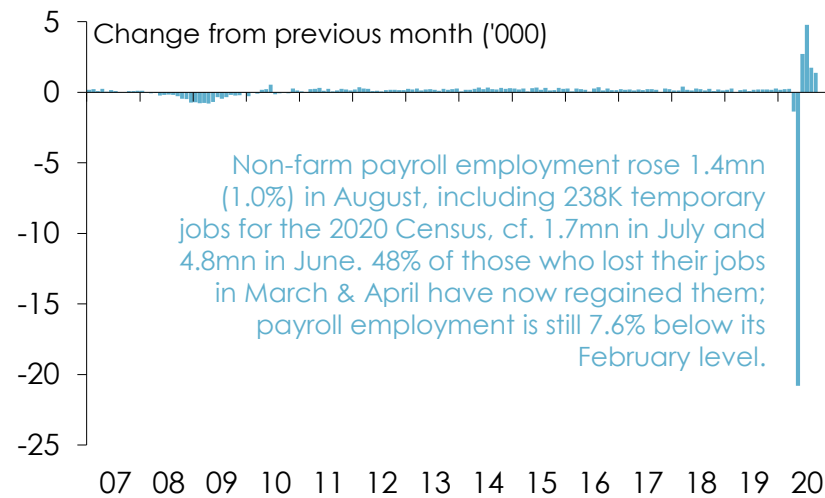 Change from previous month ('000)
5
0
-5
-10
-15
-20
-25
Non-farm payroll employment rose 1.4mn
(1.0%) in August, including 238K temporary
jobs for the 2020 Census, cf. 1.7mn in July and
4.8mn in June. 48% of those who lost their jobs
in March & April have now regained them;
payroll employment is still 7.6% below its
February level.
07 08 09 10 11 12 13 14 15 16 17 18 19 20